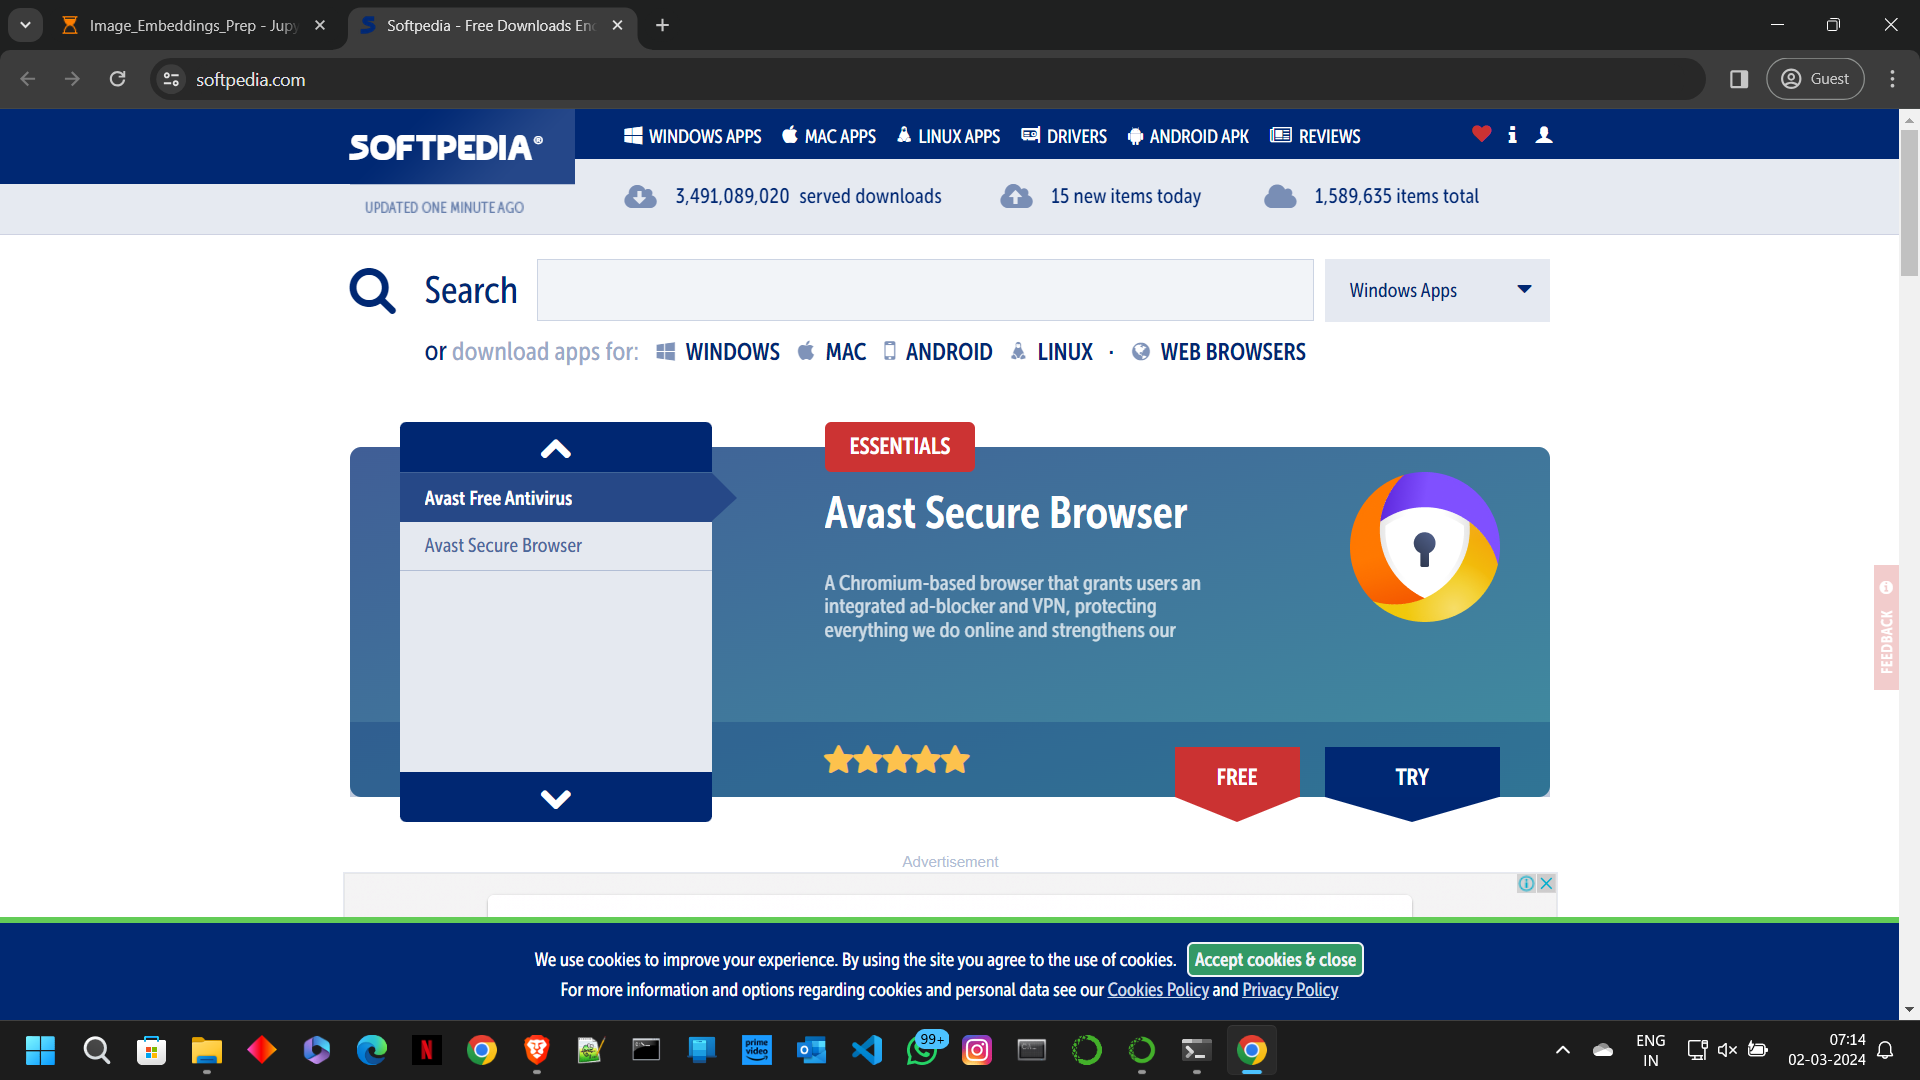 Image_Embeddings_Prep - Jup
Softpedia - Free Downloads En
softpedia.com
Guest
SOFTPEDIA®
WINDOWS APPS
MAC APPS
LINUX APPS
DRIVERS
ANDROID APK
REVIEWS
UPDATED ONE MINUTE AGO
3,491,089,020 served downloads
15 new items today
1,589,635 items total
Search
Windows Apps
or download apps for: WINDOWS MAC ANDROID LINUX · WEB BROWSERS
ESSENTIALS
Avast Free Antivirus
Avast Secure Browser
Avast Secure Browser
A Chromium-based browser that grants users an
integrated ad-blocker and VPN, protecting
everything we do online and strengthens our
FREE
TRY
FEEDBACK
Advertisement
We use cookies to improve your experience. By using the site you agree to the use of cookies. Accept cookies & close
For more information and options regarding cookies and personal data see our Cookies Policy and Privacy Policy
prime video
99+
ENG
IN
07:14
02-03-2024